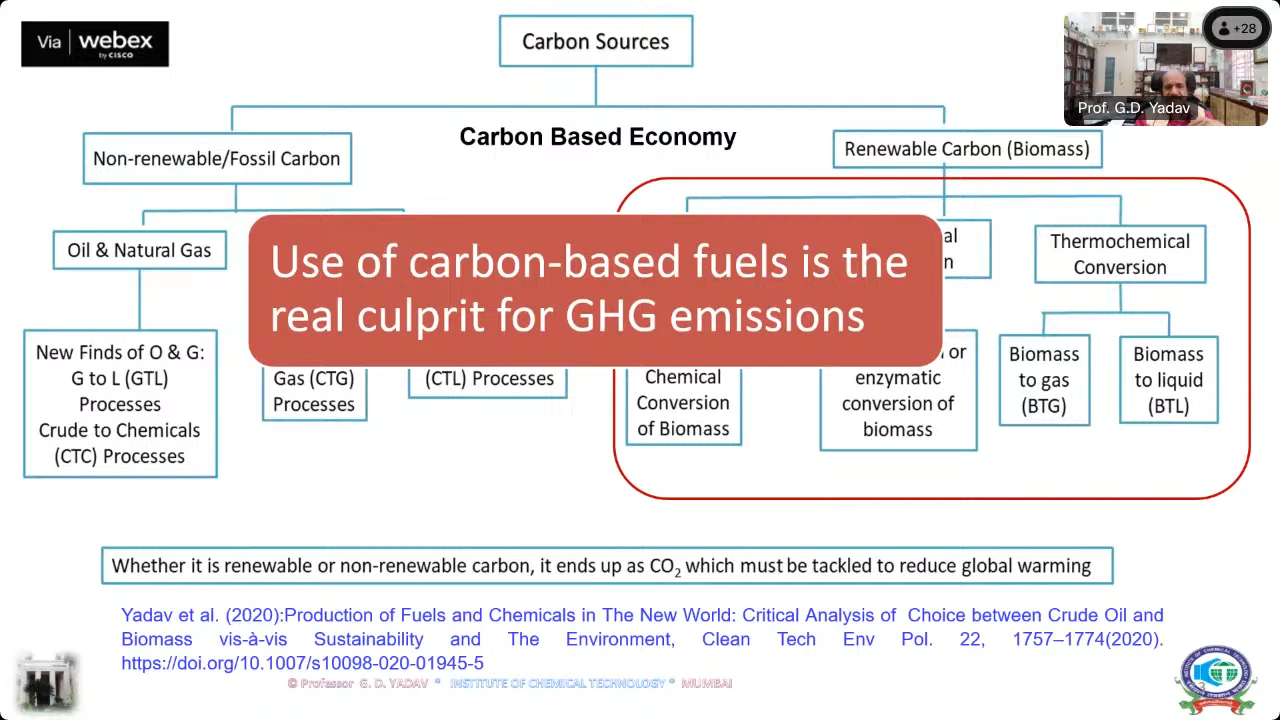 Via webex
by CISCO
+28
Prof. G.D. Yadav
Carbon Sources
Carbon Based Economy
Non-renewable/Fossil Carbon
Renewable Carbon (Biomass)
Oil & Natural Gas
Thermochemical
Conversion
Use of carbon-based fuels is the
real culprit for GHG emissions
New Finds of O & G:
G to L (GTL)
Processes
Crude to Chemicals
(CTC) Processes
Gas (CTG)
Processes
(CTL) Processes
Chemical
Conversion
of Biomass
or
enzymatic
conversion of
biomass
Biomass
to gas
(BTG)
Biomass
to liquid
(BTL)
Whether it is renewable or non-renewable carbon, it ends up as CO2 which must be tackled to reduce global warming
Yadav et al. (2020):Production of Fuels and Chemicals in The New World: Critical Analysis of Choice between Crude Oil and
Biomass vis-à-vis Sustainability and The Environment, Clean Tech Env Pol. 22, 1757–1774(2020).
https://doi.org/10.1007/s10098-020-01945-5
© Professor G. D. YADAV * INSTITUTE OF CHEMICAL TECHNOLOGY * MUMBAI